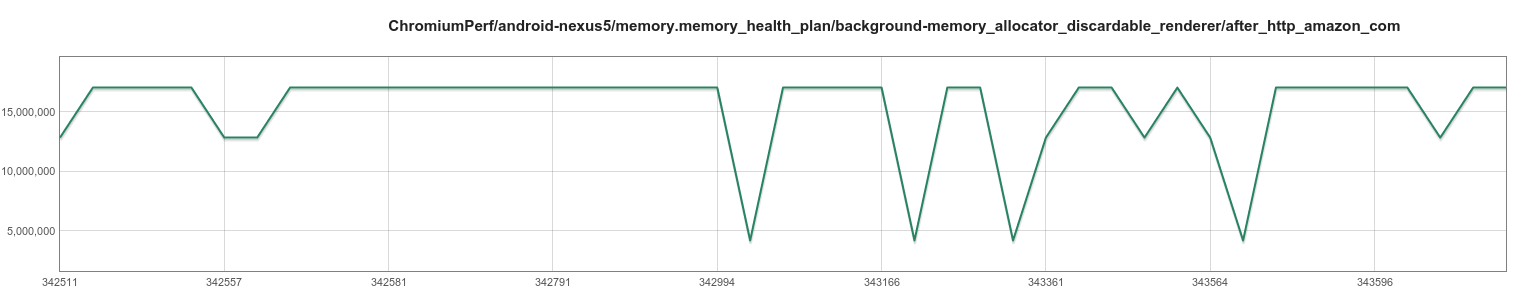 ChromiumPerf/android-nexus5/memory.memory_health_plan/background-memory_allocator_discardable_renderer/after_http_amazon_com
15,000,000
10,000,000
5,000,000
342511 342557 342581 342791 342994 343166 343361 343564 343596